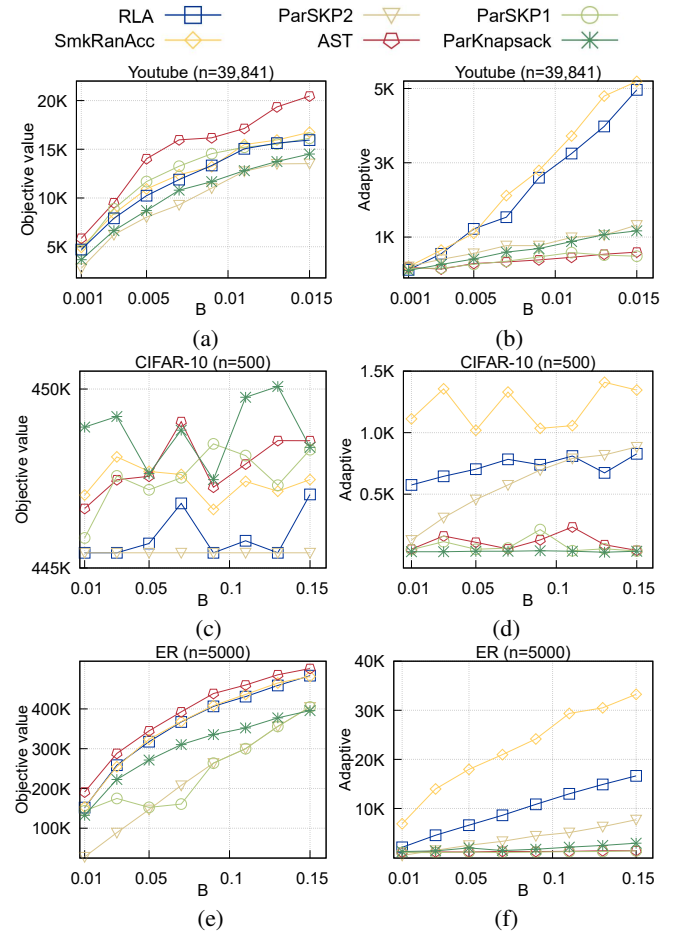 RLA ParSKP2 ParSKP1
SmkRanAcc AST ParKnapsack
Youtube (n=39,841) Youtube (n=39,841)
Objective value
20K
15K
10K
5K
0.001 0.005 0.01 0.015
B
Adaptive
5K
3K
1K
0.001 0.005 0.01 0.015
B
(a) (b)
CIFAR-10 (n=500) CIFAR-10 (n=500)
Objective value
450K
445K
0.01 0.05 0.1 0.15
B
Adaptive
1.5K
1.0K
0.5K
0.01 0.05 0.1 0.15
B
(c) (d)
ER (n=5000) ER (n=5000)
Objective value
400K
300K
200K
100K
0.01 0.05 0.1 0.15
B
Adaptive
40K
30K
20K
10K
0.01 0.05 0.1 0.15
B
(e) (f)